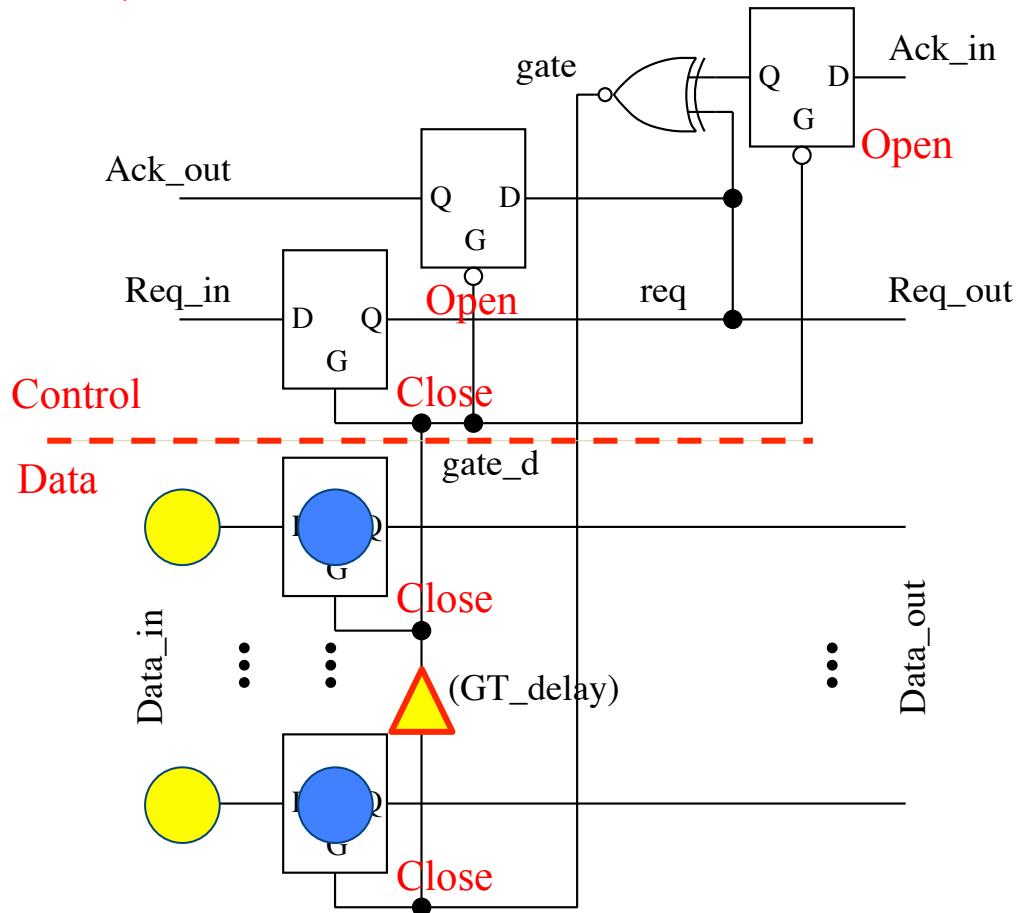 Ack_in
gate
Q D
G
Open
Ack_out
Q D
G
Req_in
Open
req
Req_out
D Q
G
Close
Control
gate_d
Data
Q
G
Close
Data_in
Data_out
(GT_delay)
Q
G
Close